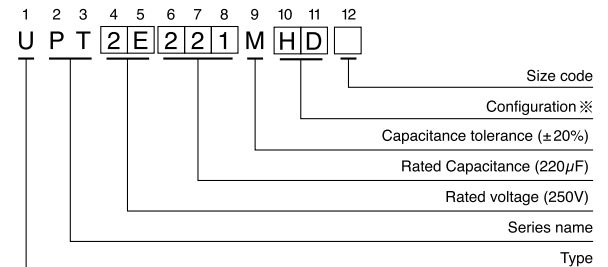 1 2 3 4 5 6 7 8 9 10 11 12
U P T 2 E 2 2 1 M H D
Size code
Configuration ※
Capacitance tolerance (±20%)
Rated Capacitance (220µF)
Rated voltage (250V)
Series name
Type